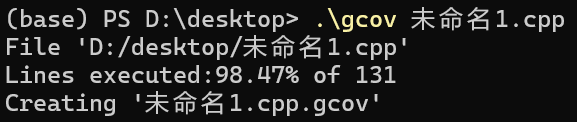 (base) PS D:\desktop> .\gcov 未命名1.cpp
File 'D:/desktop/未命名1.cpp'
Lines executed:98.47% of 131
Creating '未命名1.cpp.gcov'